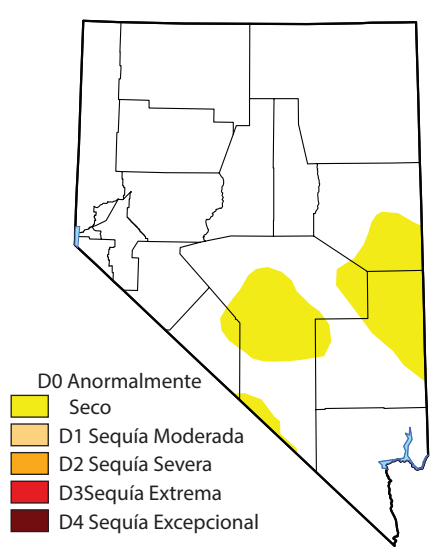 D0 Anormalmente
Seco
D1 Sequía Moderada
D2 Sequía Severa
D3Sequía Extrema
D4 Sequía Excepcional